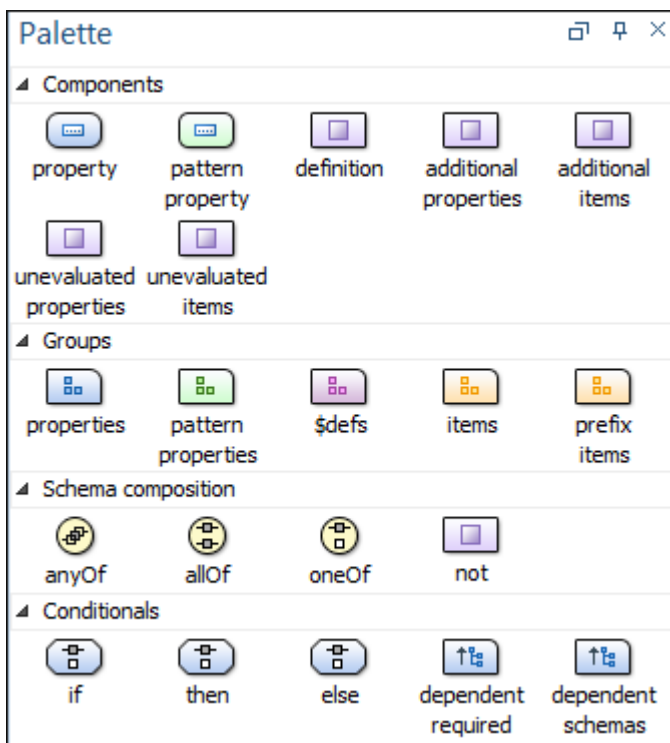 Palette
Components
property pattern property definition additional properties additional items
unevaluated properties unevaluated items
Groups
properties pattern properties $defs items prefix items
Schema composition
anyOf allOf oneOf not
Conditionals
if then else dependent required dependent schemas